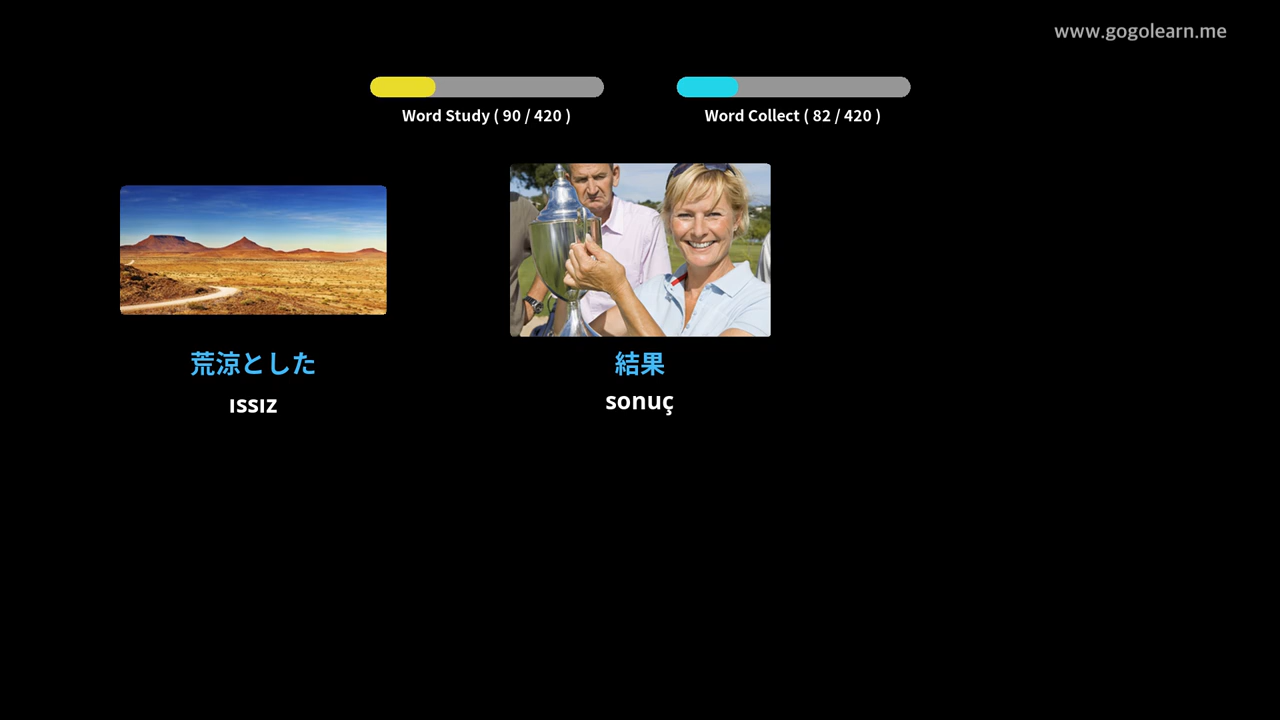 www.gogolearn.me
Word Study ( 90 / 420 )
Word Collect ( 82 / 420 )
荒涼とした
ıssız
結果
sonuç